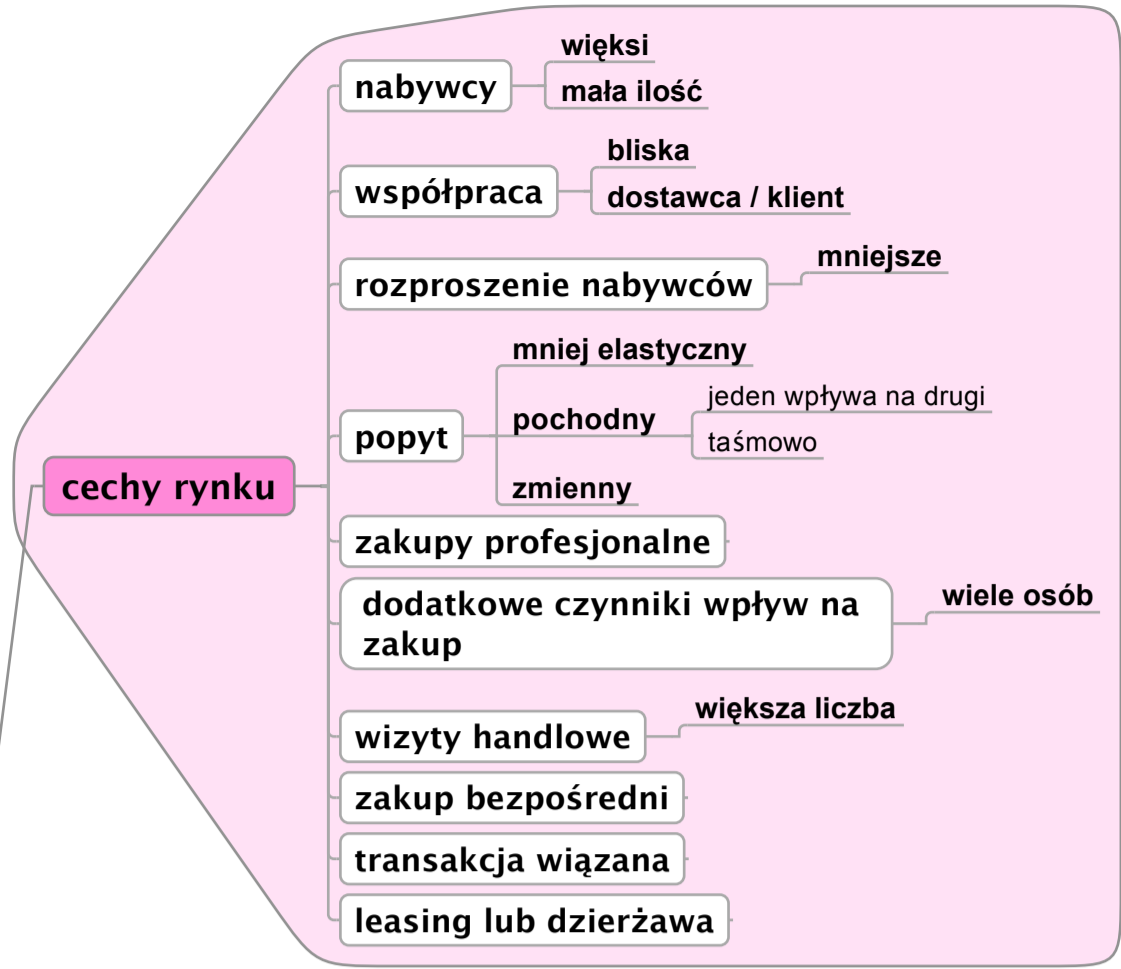 cechy rynku
nabywcy
więksi
mała ilość
współpraca
bliska
dostawca / klient
rozproszenie nabywców
mniejsze
popyt
mniej elastyczny
pochodny
jeden wpływa na drugi
taśmowo
zmienny
zakupy profesjonalne
dodatkowe czynniki wpływ na
zakup
wiele osób
wizyty handlowe
większa liczba
zakup bezpośredni
transakcja wiązana
leasing lub dzierżawa